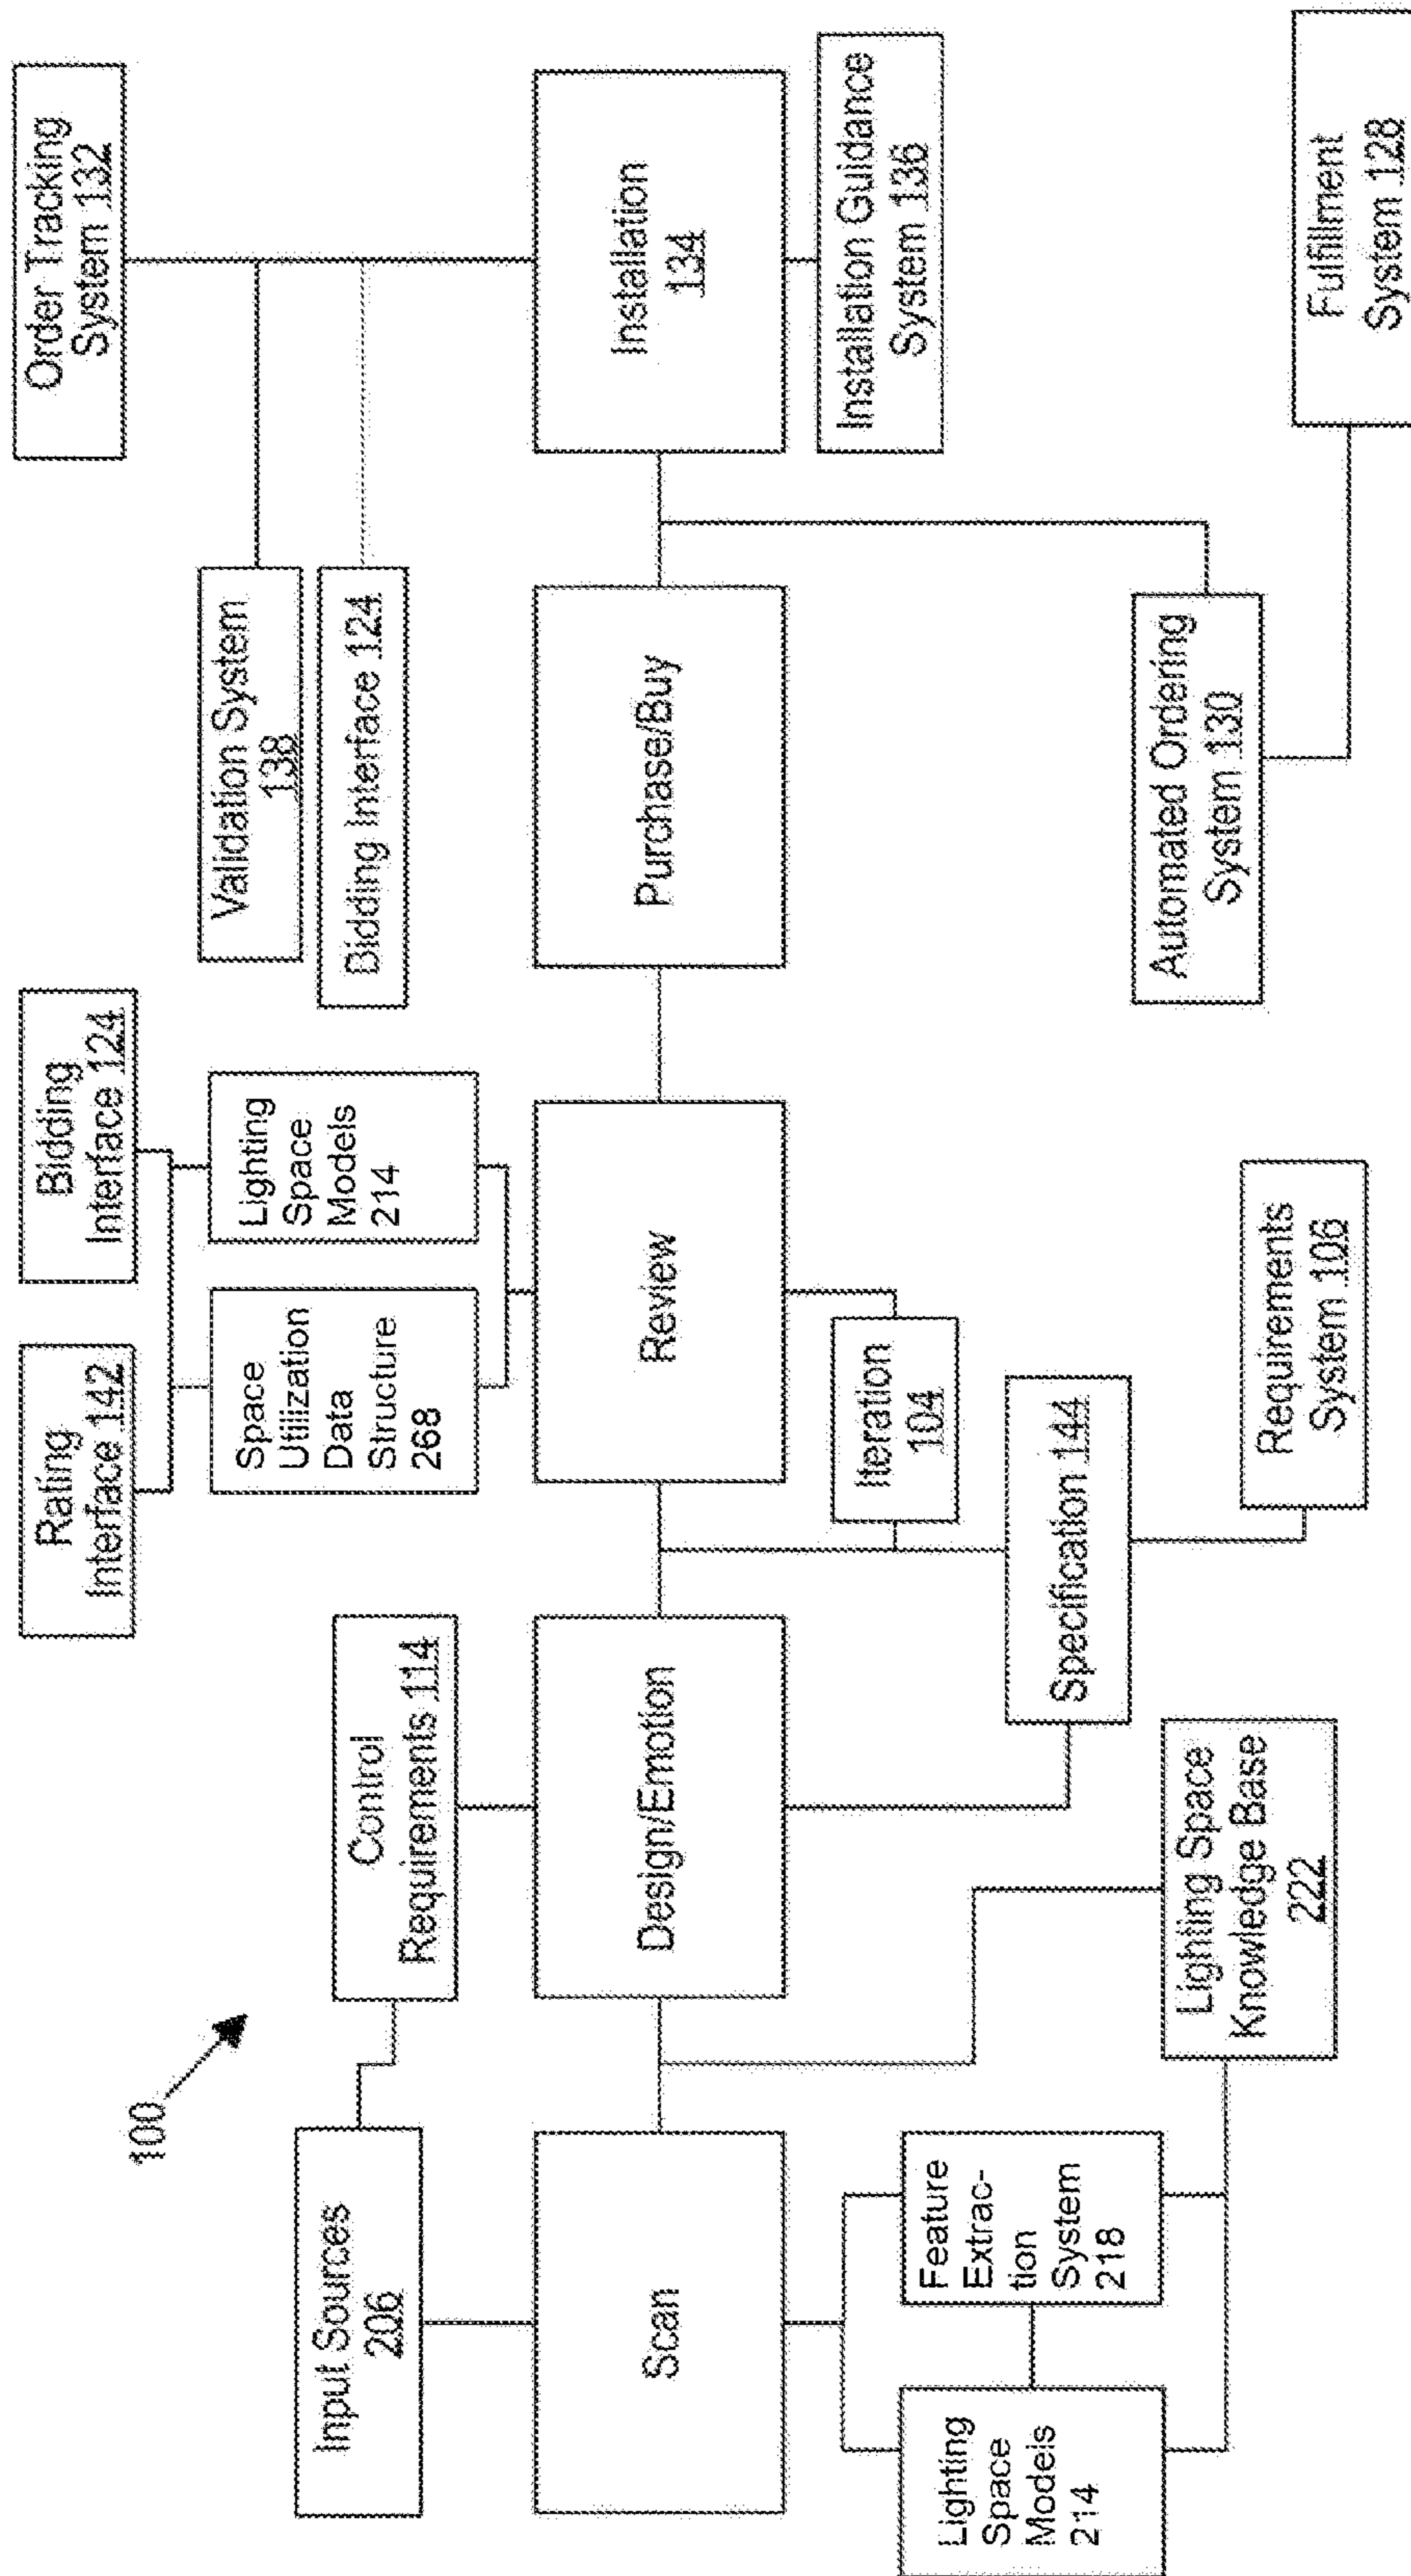 100
Input Sources
206
Control
Requirements 114
Rating
Interface 142
Bidding
Interface 124
Order Tracking
System 132
Space
Utilization
Data
Structure
268
Lighting
Space
Models
214
Validation System
138
Bidding Interface 124
Scan
Design/Emotion
Review
Purchase/Buy
Installation
134
Iteration
104
Installation Guidance
System 136
Lighting
Space
Models
214
Feature
Extrac-
tion
System
218
Specification 144
Lighting Space
Knowledge Base
222
Requirements
System 106
Automated Ordering
System 130
Fulfillment
System 128